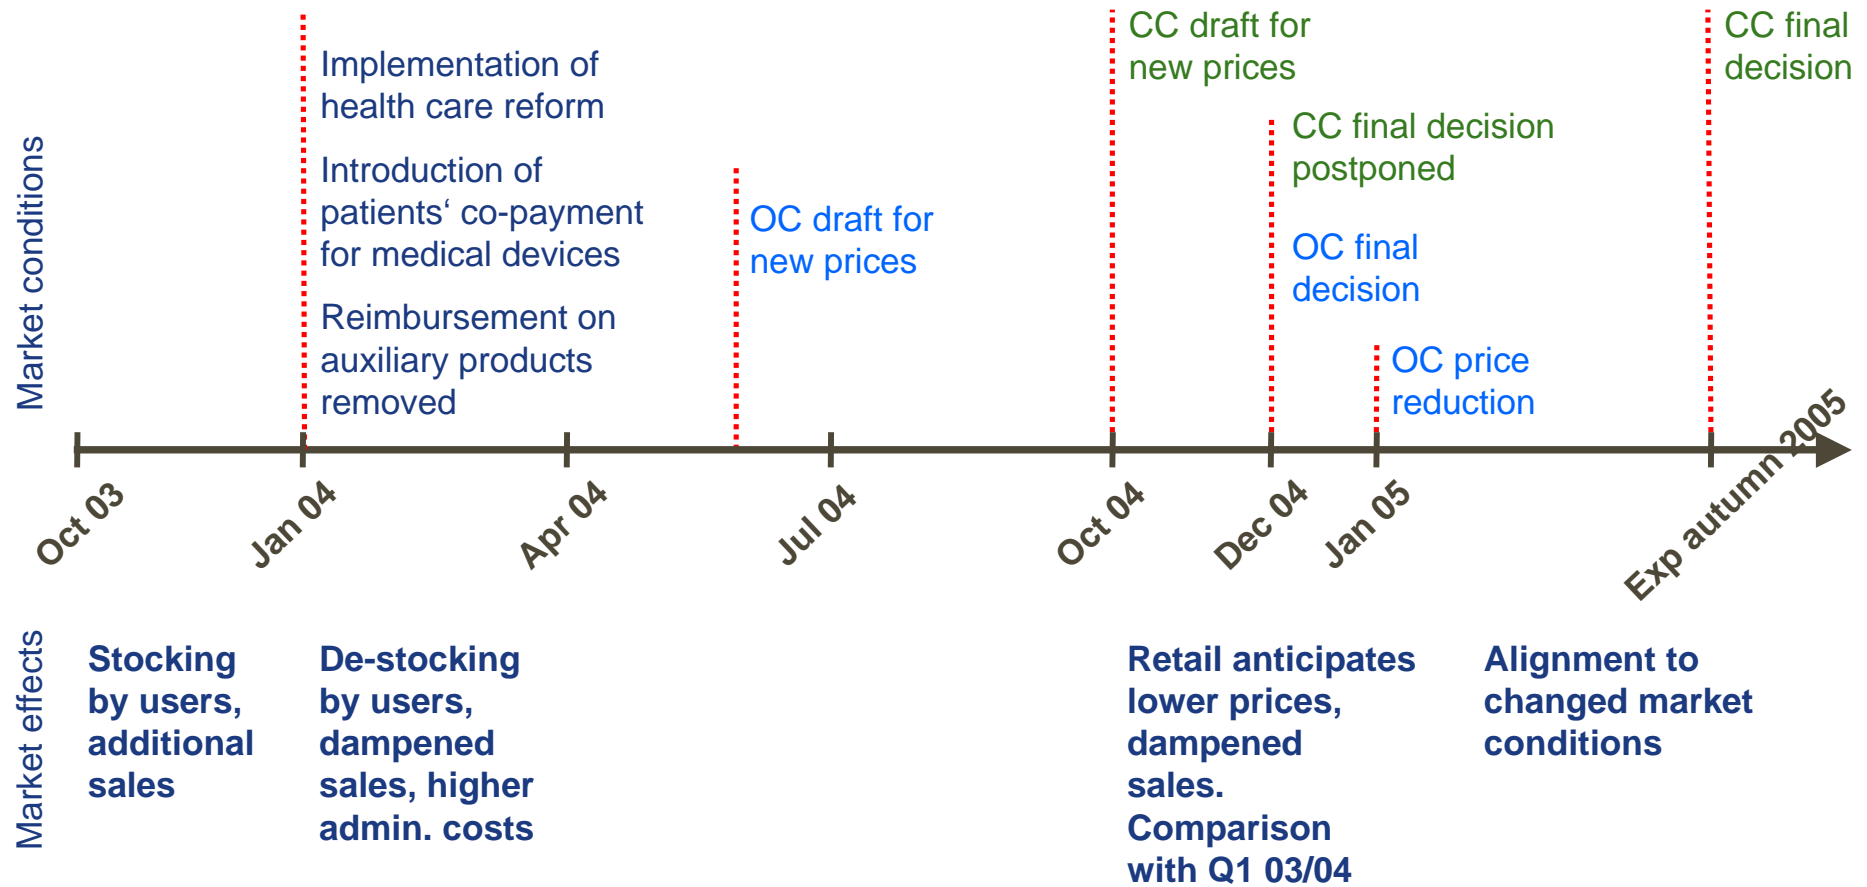 Market conditions
Implementation of
health care reform
Introduction of
patients‘ co-payment
for medical devices
Reimbursement on
auxiliary products
removed
OC draft for
new prices
CC draft for
new prices
CC final decision
postponed
OC final
decision
OC price
reduction
CC final
decision
Oct 03
Jan 04
Apr 04
Jul 04
Oct 04
Dec 04
Jan 05
Exp autumn 2005
Market effects
Stocking
by users,
additional
sales
De-stocking
by users,
dampened
sales, higher
admin. costs
Retail anticipates
lower prices,
dampened
sales.
Comparison
with Q1 03/04
Alignment to
changed market
conditions